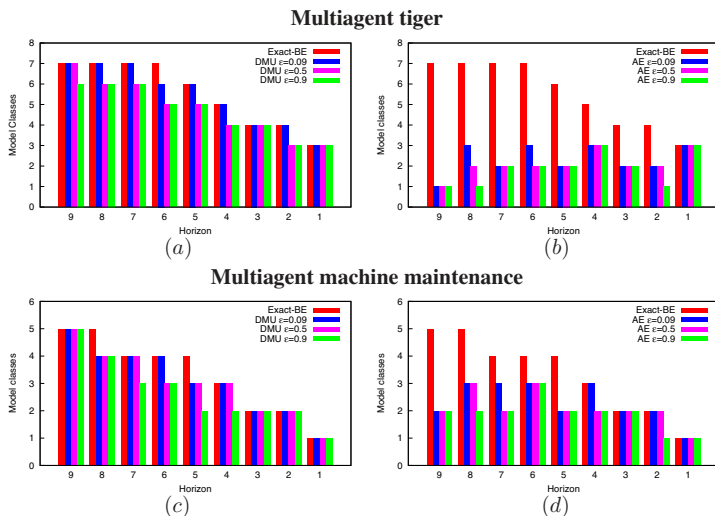 Multiagent tiger
8
7
6
5
4
3
2
1
0
Model Classes
Exact-BE
DMU ε=0.09
DMU ε=0.5
DMU ε=0.9
9 8 7 6 5 4 3 2 1
Horizon
(a)
8
7
6
5
4
3
2
1
0
Model Classes
Exact-BE
AE ε=0.09
AE ε=0.5
AE ε=0.9
9 8 7 6 5 4 3 2 1
Horizon
(b)
Multiagent machine maintenance
6
5
4
3
2
1
0
Model classes
Exact-BE
DMU ε=0.09
DMU ε=0.5
DMU ε=0.9
9 8 7 6 5 4 3 2 1
Horizon
(c)
6
5
4
3
2
1
0
Model classes
Exact-BE
AE ε=0.09
AE ε=0.5
AE ε=0.9
9 8 7 6 5 4 3 2 1
Horizon
(d)